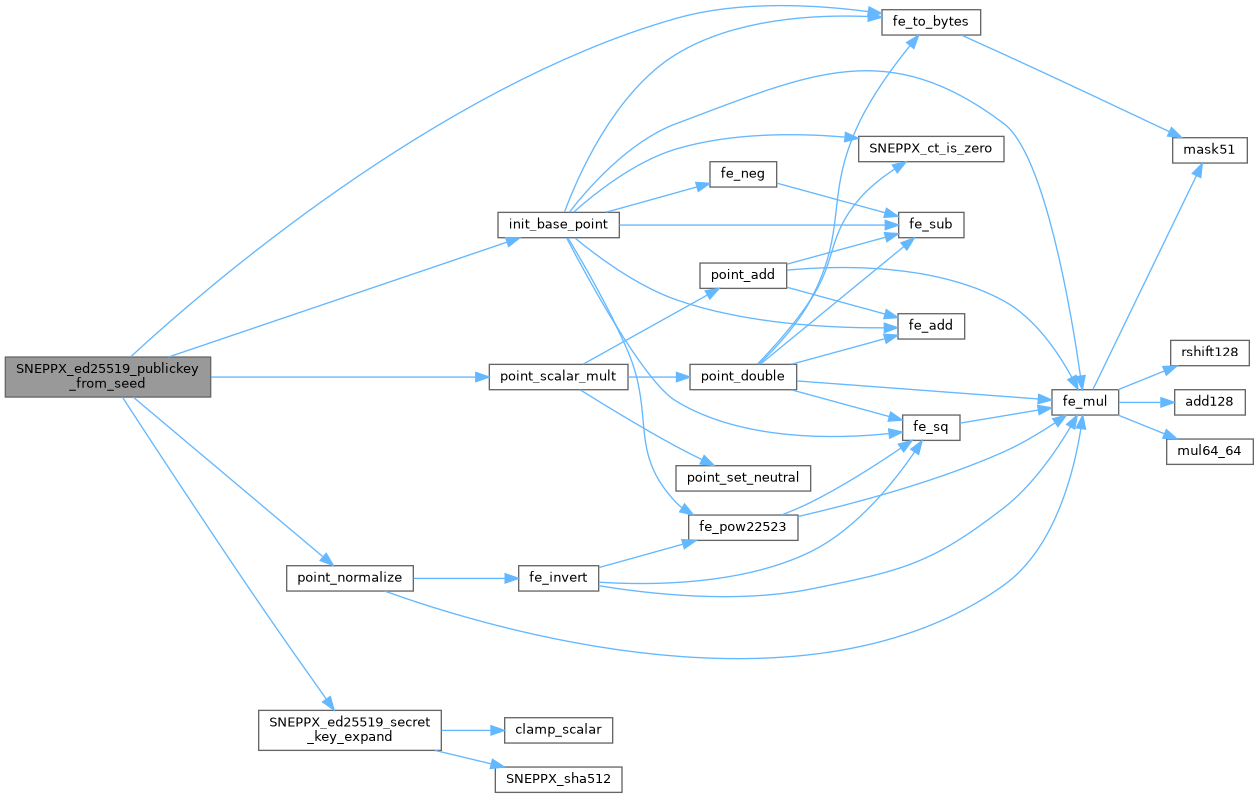 fe_to_bytes
SNEPPX_ct_is_zero
mask51
fe_neg
init_base_point
fe_sub
point_add
fe_add
rshift128
SNEPPX_ed25519_publickey
_from_seed
point_scalar_mult
point_double
fe_mul
add128
fe_sq
mul64_64
point_set_neutral
fe_pow22523
point_normalize
fe_invert
SNEPPX_ed25519_secret
_key_expand
clamp_scalar
SNEPPX_sha512